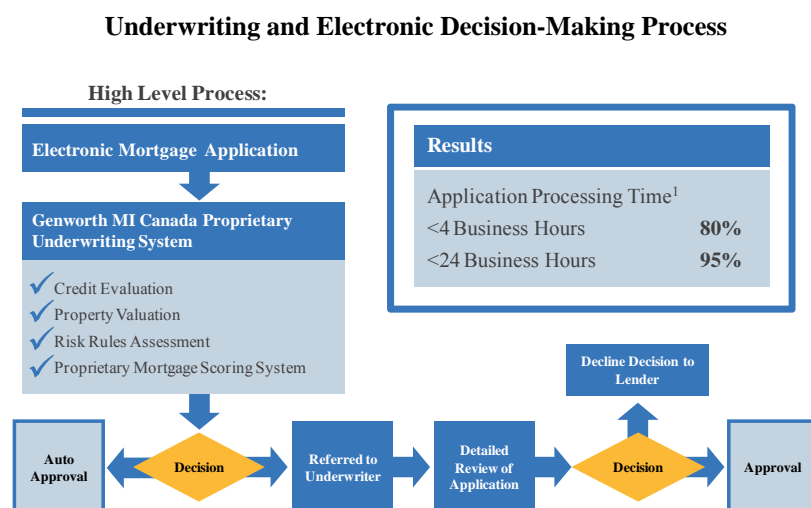 Underwriting and Electronic Decision-Making Process
High Level Process:
Electronic Mortgage Application
Genworth MI Canada Proprietary
Underwriting System
Credit Evaluation
Property Valuation
Risk Rules Assessment
Proprietary Mortgage Scoring System
Results
Application Processing Time¹
<4 Business Hours 80%
<24 Business Hours 95%
Decline Decision to
Lender
Auto
Approval
Decision
Referred to
Underwriter
Detailed
Review of
Application
Decision
Approval